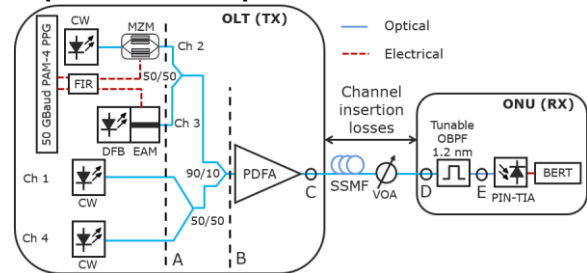 OLT (TX)
CW
MZM
Ch 2
50/50
50 GBaud PAM-4 PPG
FIR
Ch 3
DFB EAM
Ch 1
CW
90/10
50/50
Ch 4
CW
A
B
PDFA
C
Optical
Electrical
Channel
insertion
losses
SSMF
VOA
ONU (RX)
Tunable
OBPF
1.2 nm
D
E
PIN-TIA
BERT